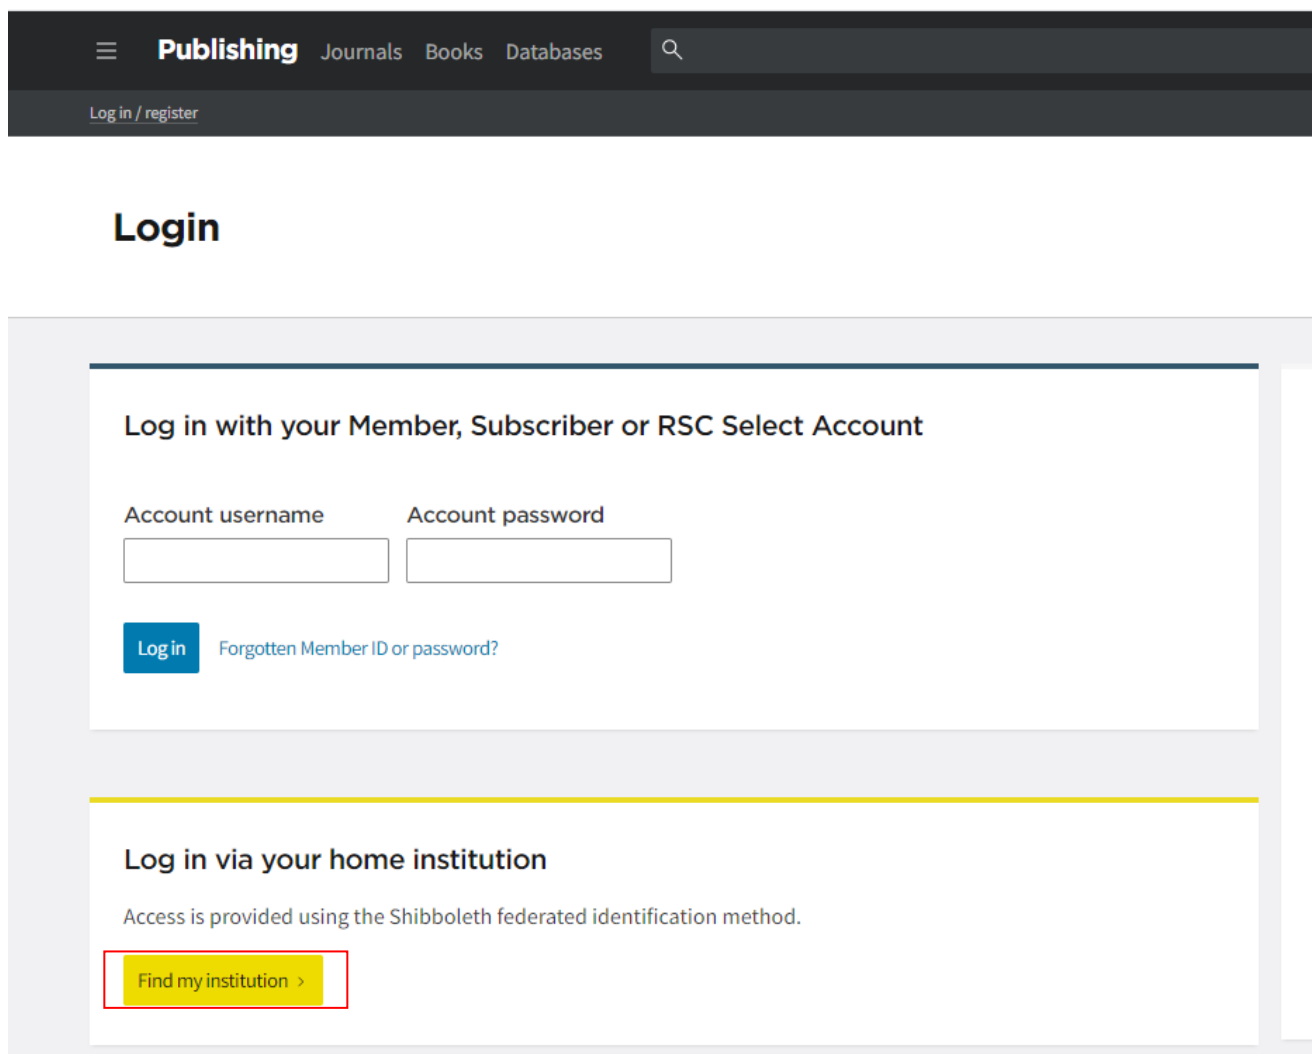 Publishing Journals Books Databases
Log in / register
Login
Log in with your Member, Subscriber or RSC Select Account
Account username Account password
Log in Forgotten Member ID or password?
Log in via your home institution
Access is provided using the Shibboleth federated identification method.
Find my institution >